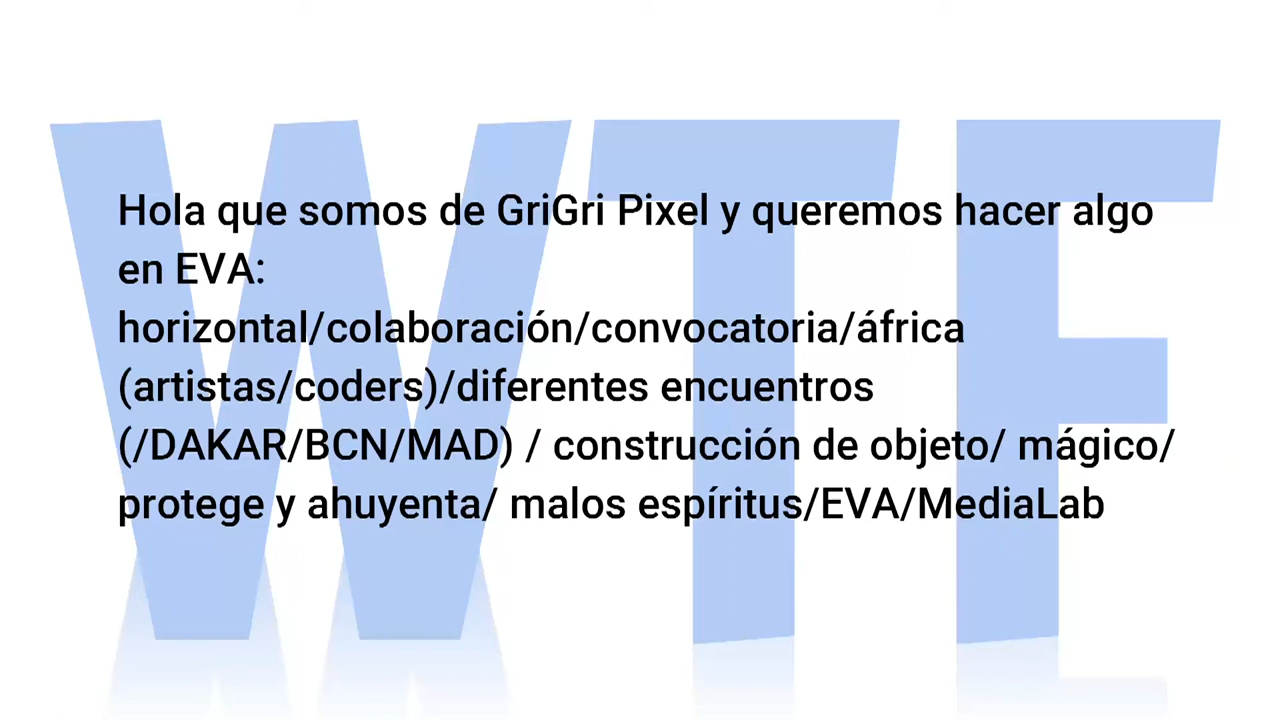 WTF
Hola que somos de GriGri Pixel y queremos hacer algo
en EVA:
horizontal/colaboración/convocatoria/áfrica
(artistas/coders)/diferentes encuentros
(/DAKAR/BCN/MAD) / construcción de objeto/ mágico/
protege y ahuyenta/ malos espíritus/EVA/MediaLab